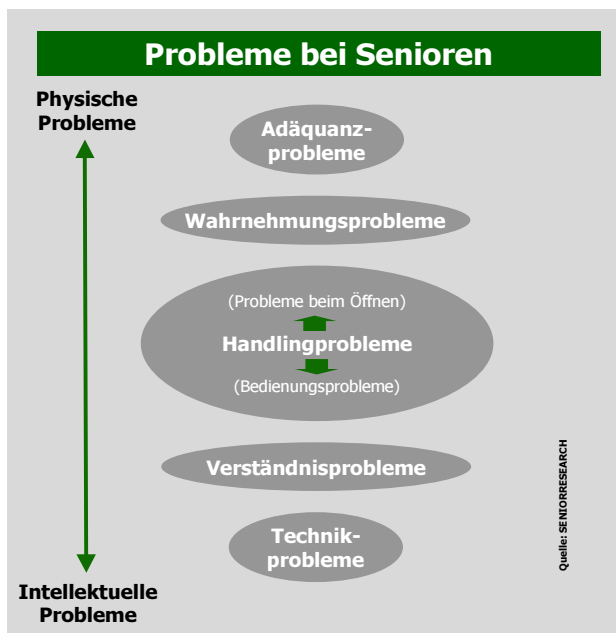 Probleme bei Senioren
Physische
Probleme
Adäquanz-
probleme
Wahrnehmungsprobleme
(Probleme beim Öffnen)
Handlingprobleme
(Bedienungsprobleme)
Verständnisprobleme
Technik-
probleme
Intellektuelle
Probleme
Quelle: SENIORRESEARCH